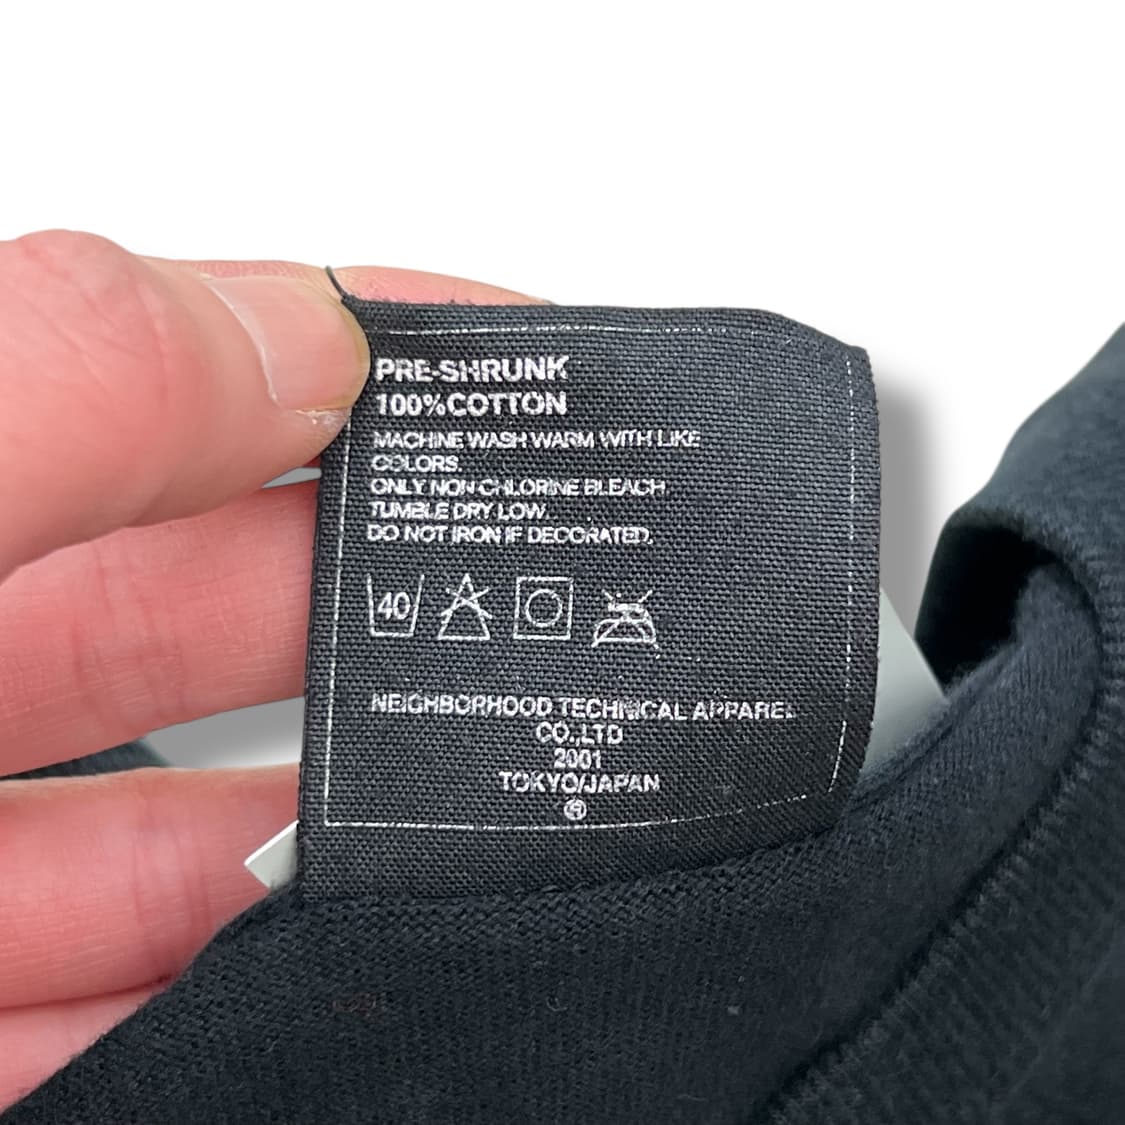 PRE-SHRUNK
100%COTTON
MACHINE WASH WARM WITH LIKE
COLORS.
ONLY NON CHLORINE BLEACH
TUMBLE DRY LOW.
DO NOT IRON IF DECORATED.
40
NEIGHBORHOOD TECHNICAL APPAREL
CO.,LTD
2001
TOKYO/JAPAN
®